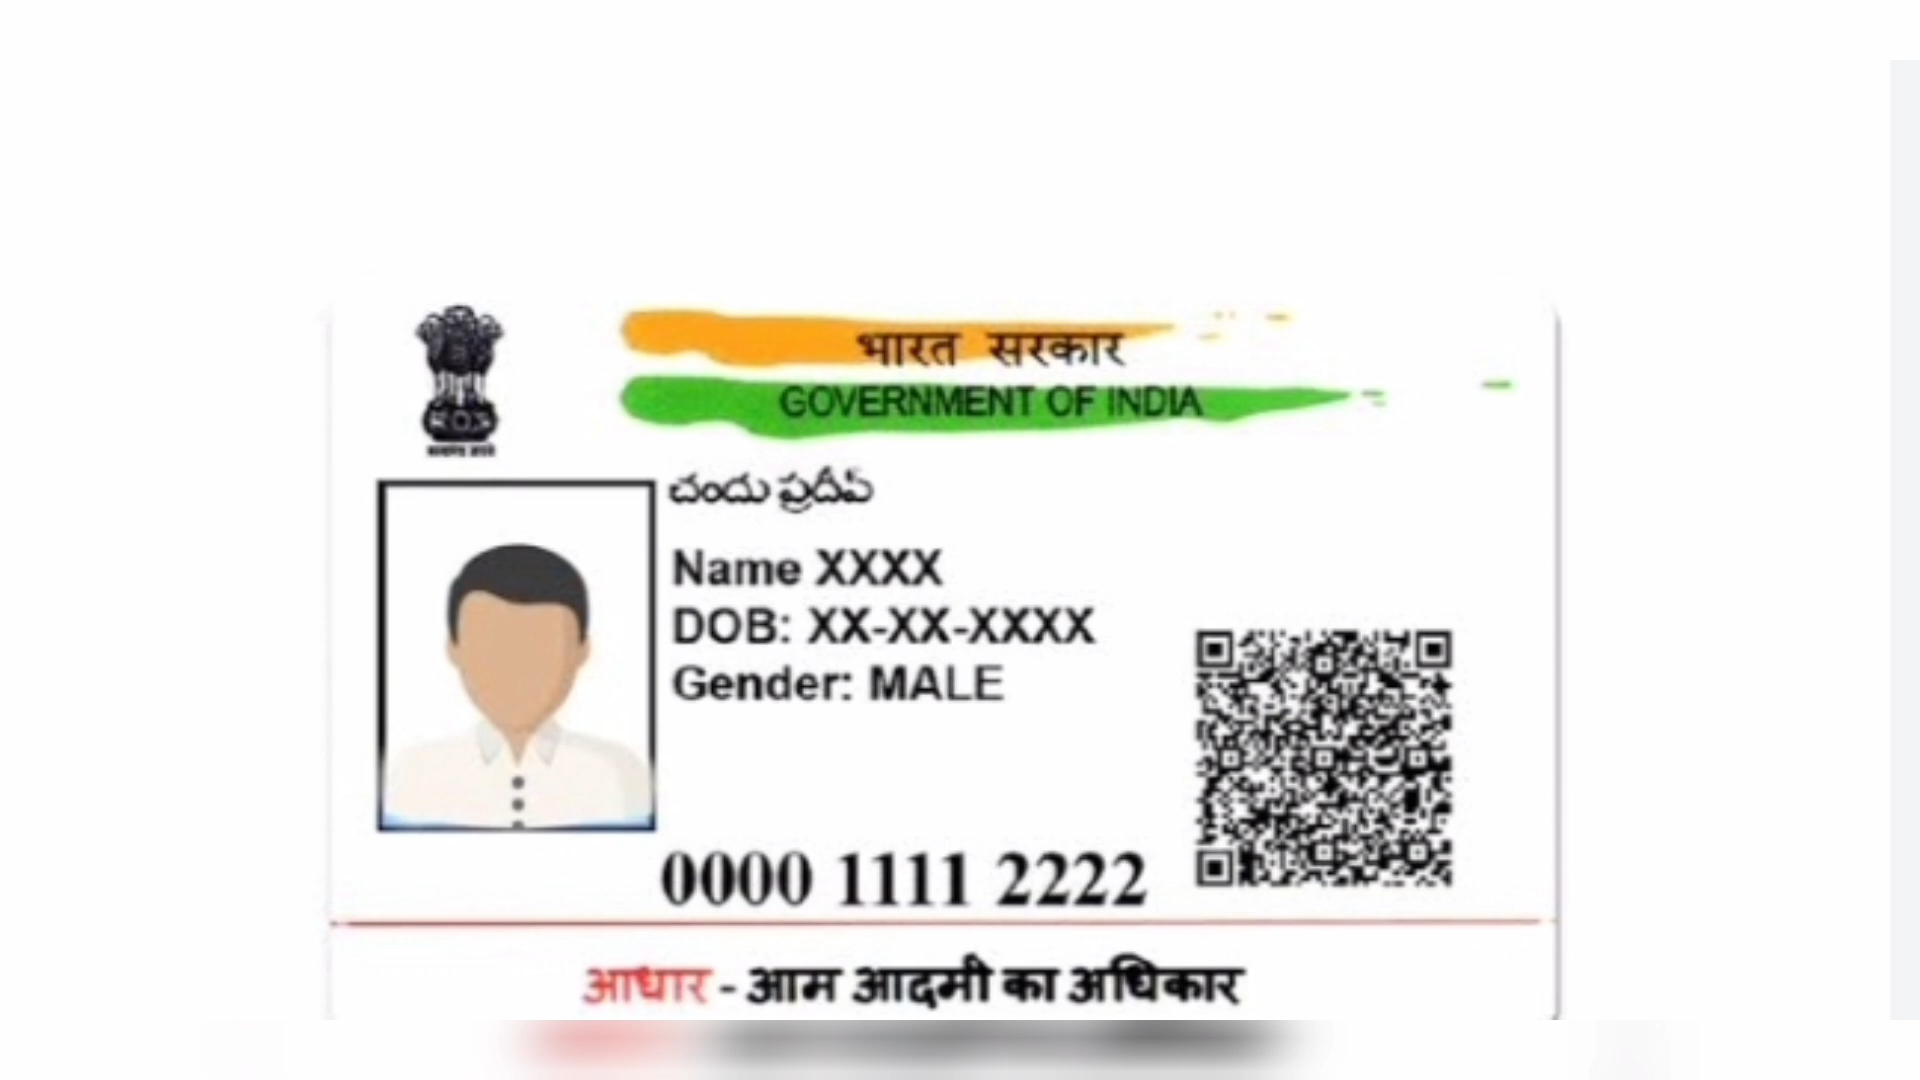 भारत सरकार
GOVERNMENT OF INDIA
చందు ప్రదీప్
Name XXXX
DOB: XX-XX-XXXX
Gender: MALE
0000 1111 2222
आधार - आम आदमी का अधिकार